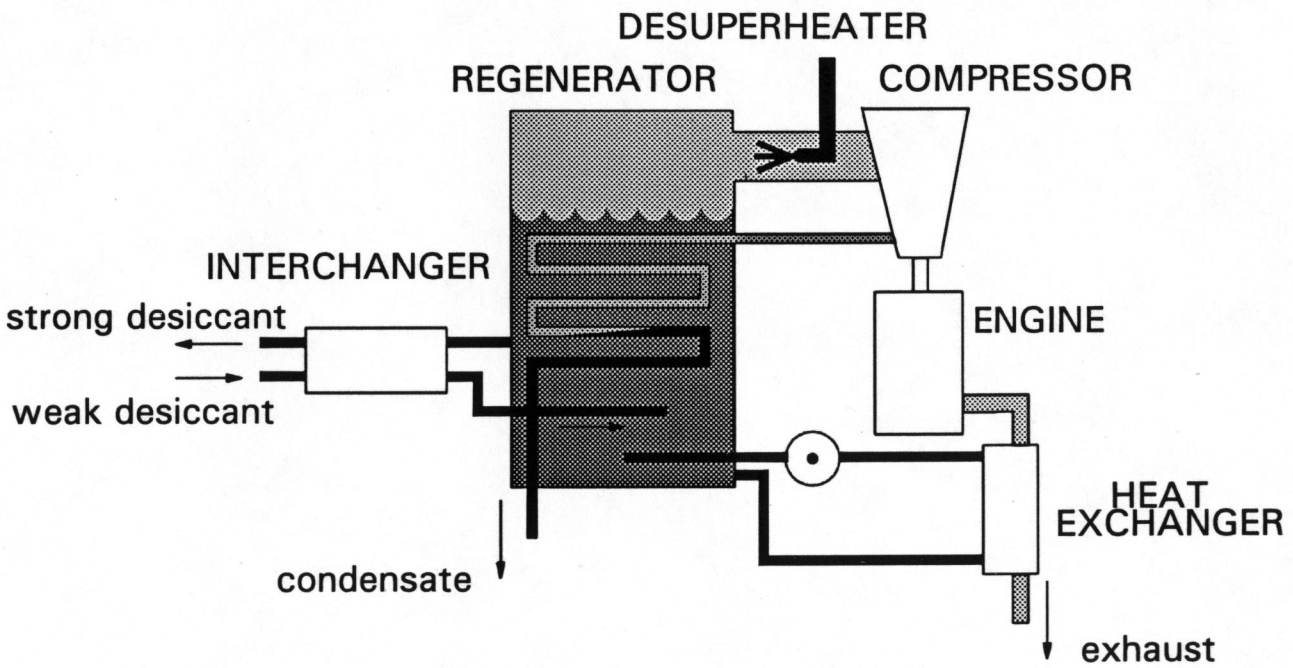 DESUPERHEATER
REGENERATOR
COMPRESSOR
INTERCHANGER
strong desiccant
weak desiccant
ENGINE
HEAT
EXCHANGER
condensate
exhaust